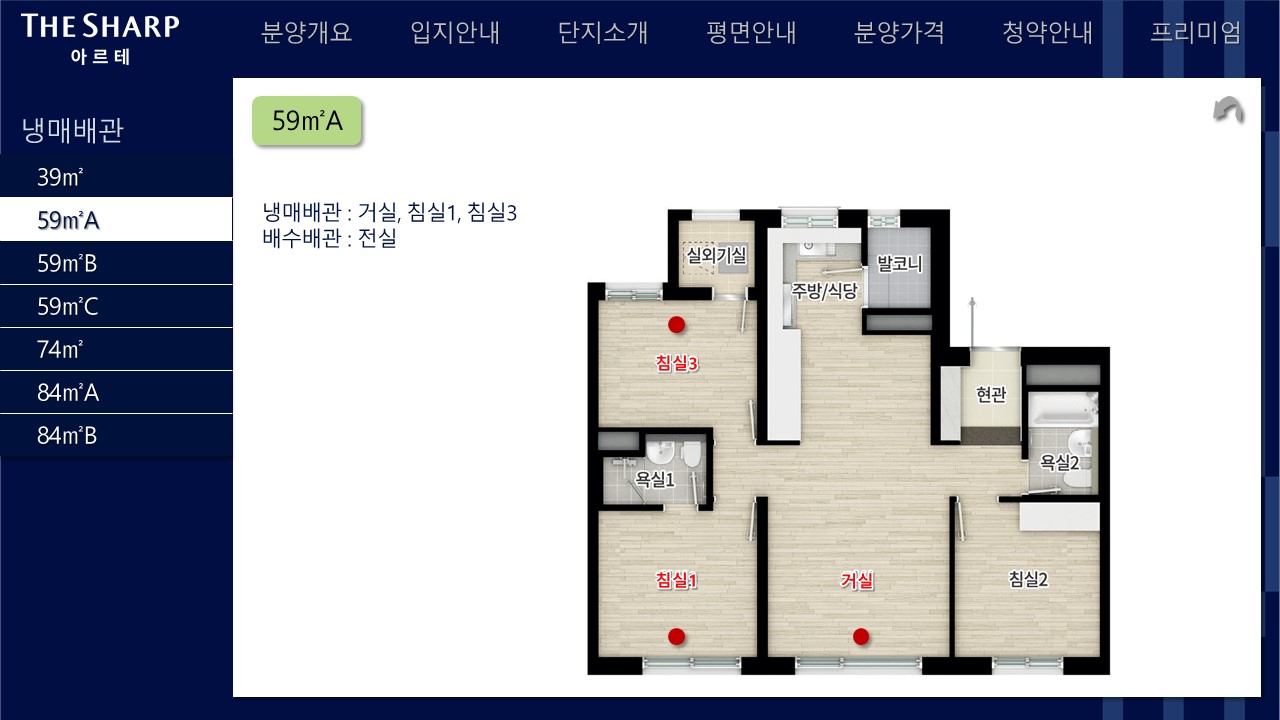 THE SHARP
아르테
분양개요 입지안내 단지소개 평면안내 분양가격 청약안내 프리미엄
냉매배관
39㎡
59㎡A
59㎡B
59㎡C
74㎡
84㎡A
84㎡B
59㎡A
냉매배관 : 거실, 침실1, 침실3
배수배관 : 전실
실외기실
발코니
주방/식당
침실3
현관
욕실2
욕실1
침실1
거실
침실2